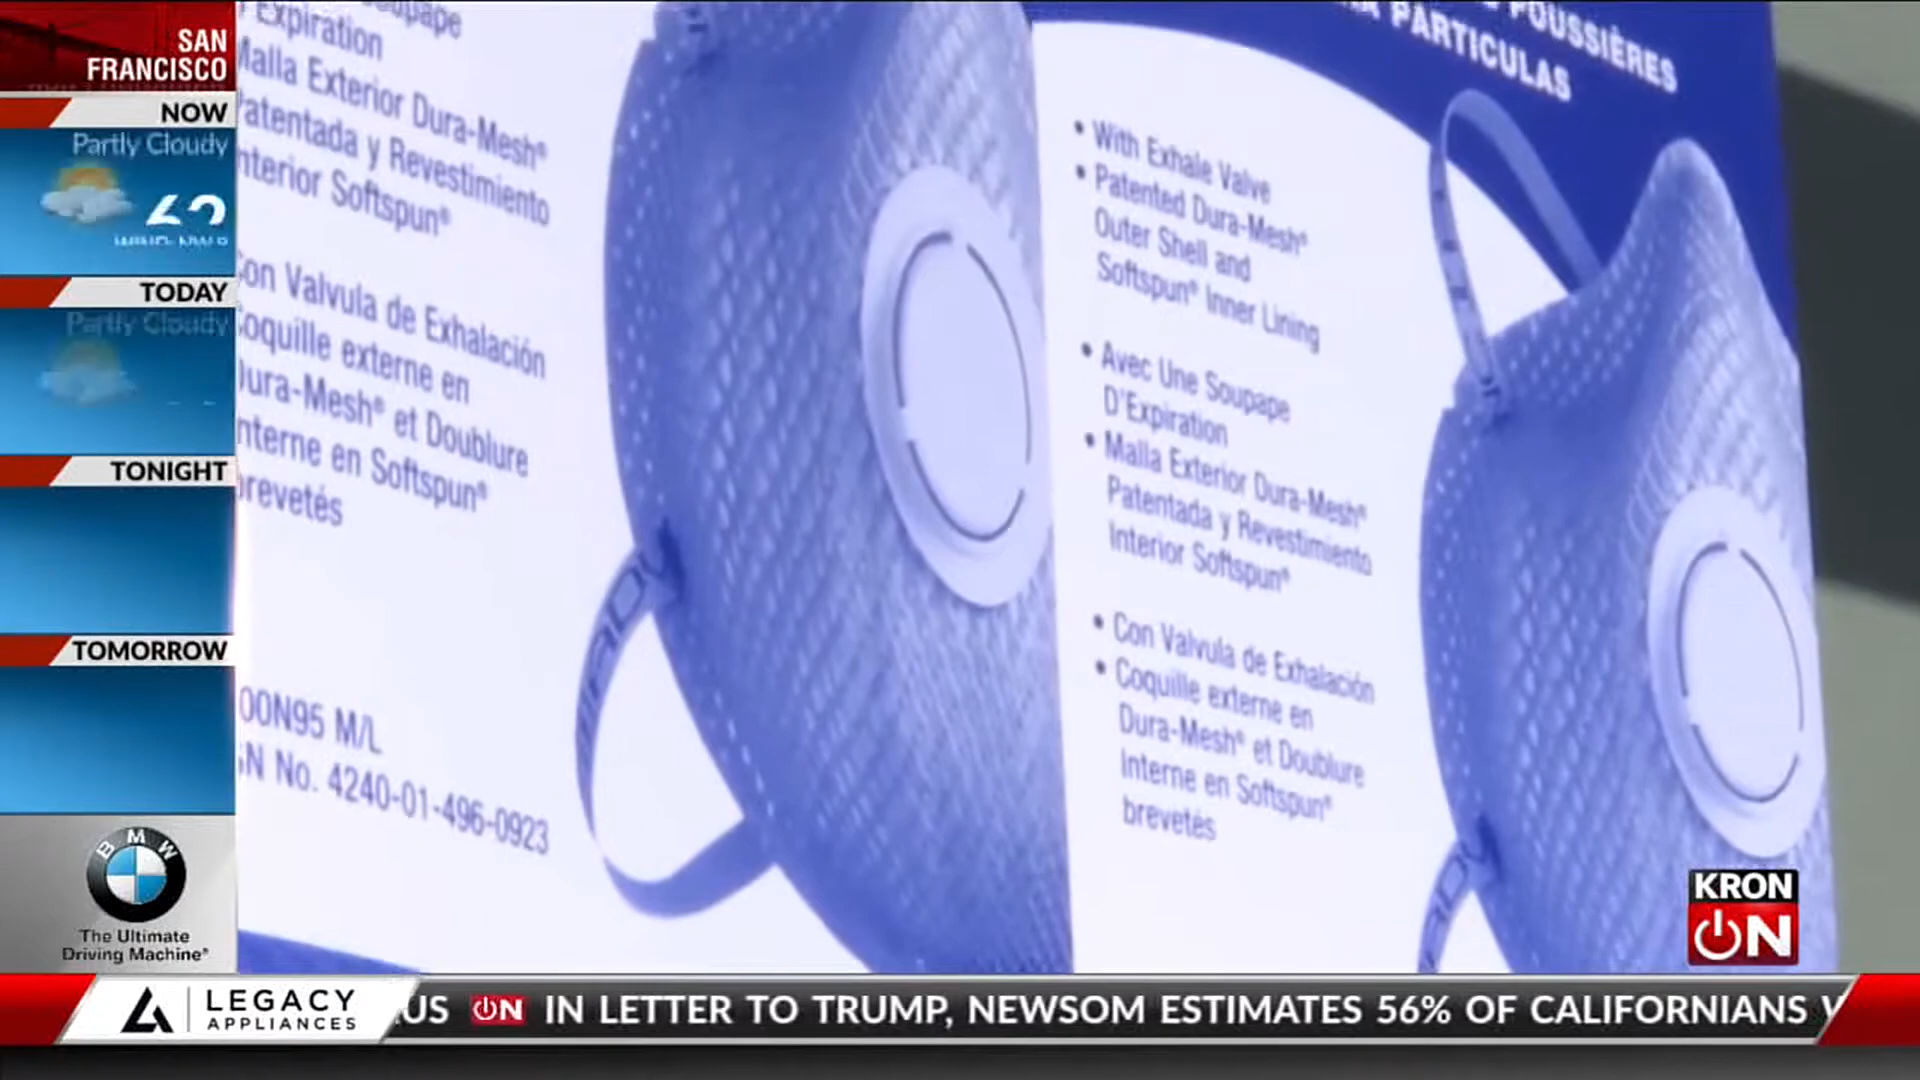 SAN
FRANCISCO
NOW
Partly Cloudy
TODAY
Partly Cloudy
TONIGHT
TOMORROW
BMW
The Ultimate
Driving Machine®
Expiration
Malla Exterior Dura-Mesh®
Patentada y Revestimiento
Interior Softspun®
Con Valvula de Exhalación
Coquille externe en
Dura-Mesh® et Doublure
Interne en Softspun®
brevetés
00N95 M/L
No. 4240-01-496-0923
POUSSIÈRES
PARTICULAS
• With Exhale Valve
• Patented Dura-Mesh®
Outer Shell and
Softspun® Inner Lining
• Avec Une Soupape
D'Expiration
• Malla Exterior Dura-Mesh®
Patentada y Revestimiento
Interior Softspun®
• Con Valvula de Exhalación
• Coquille externe en
Dura-Mesh® et Doublure
Interne en Softspun®
brevetés
KRON
ON
LEGACY
APPLIANCES
US ON IN LETTER TO TRUMP, NEWSOM ESTIMATES 56% OF CALIFORNIANS